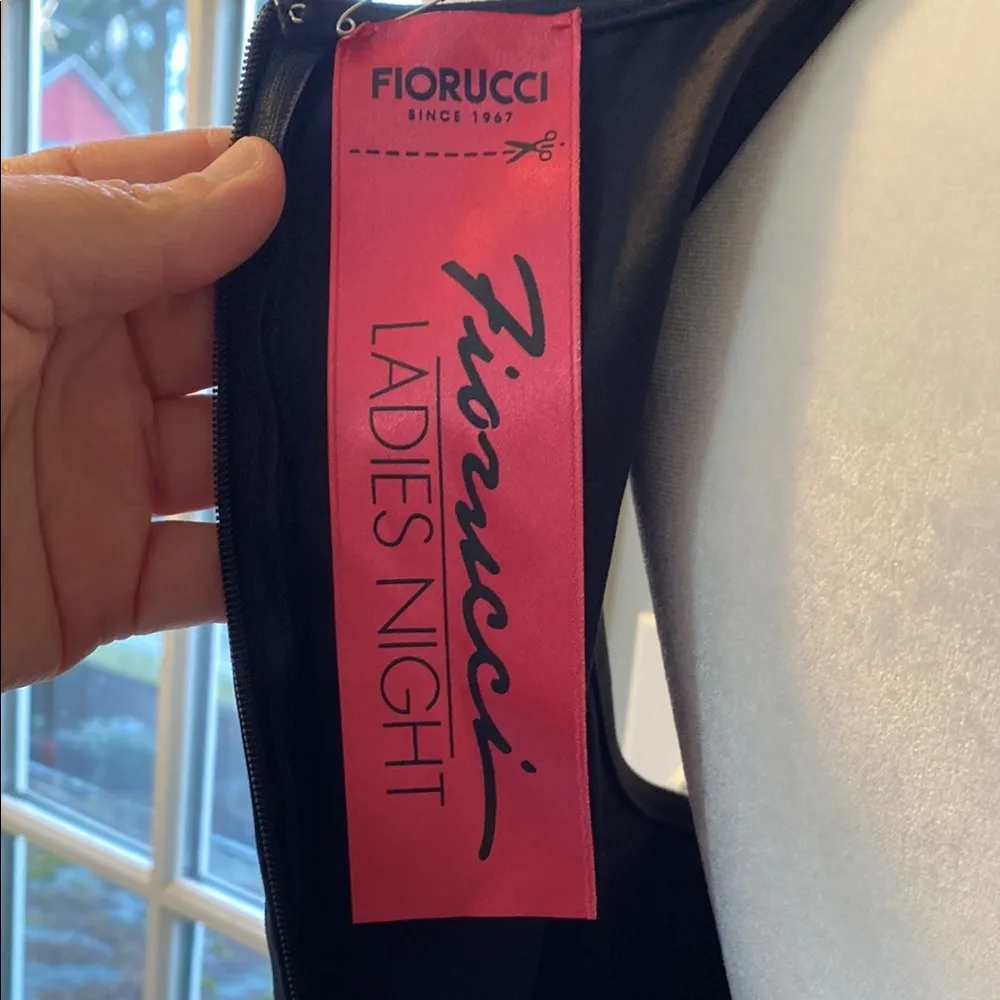 FIORUCCI
SINCE 1967
Fiorucci
LADIES NIGHT